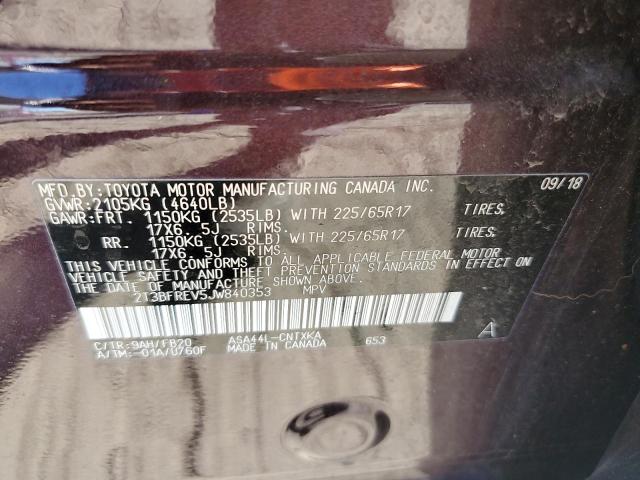 MFD.BY:TOYOTA MOTOR MANUFACTURING CANADA INC. 09/18
GVWR:2105KG (4640LB)
GAWR:FRT. 1150KG (2535LB) WITH 225/65R17 TIRES,
17X6.5J RIMS.
RR. 1150KG (2535LB) WITH 225/65R17 TIRES,
17X6.5J RIMS.
THIS VEHICLE CONFORMS TO ALL APPLICABLE FEDERAL MOTOR
VEHICLE SAFETY AND THEFT PREVENTION STANDARDS IN EFFECT ON
THE DATE OF MANUFACTURE SHOWN ABOVE.
2T3BFREV5JW840353 MPV
C/TR:9AH/FB20 ASA44L-CNTXKA 653 A
A/TM:-01A/0760F MADE IN CANADA